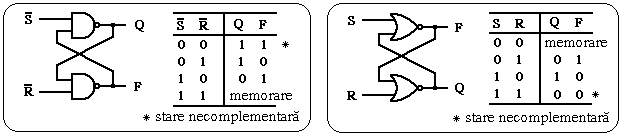 S̅ Q S̅ R̅ Q F
0 0 1 1 *
0 1 1 0
1 0 0 1
R̅ F 1 1 memorare
* stare necomplementară
S F S R Q F
0 0 memorare
0 1 0 1
1 0 1 0
R Q 1 1 0 0 *
* stare necomplementară